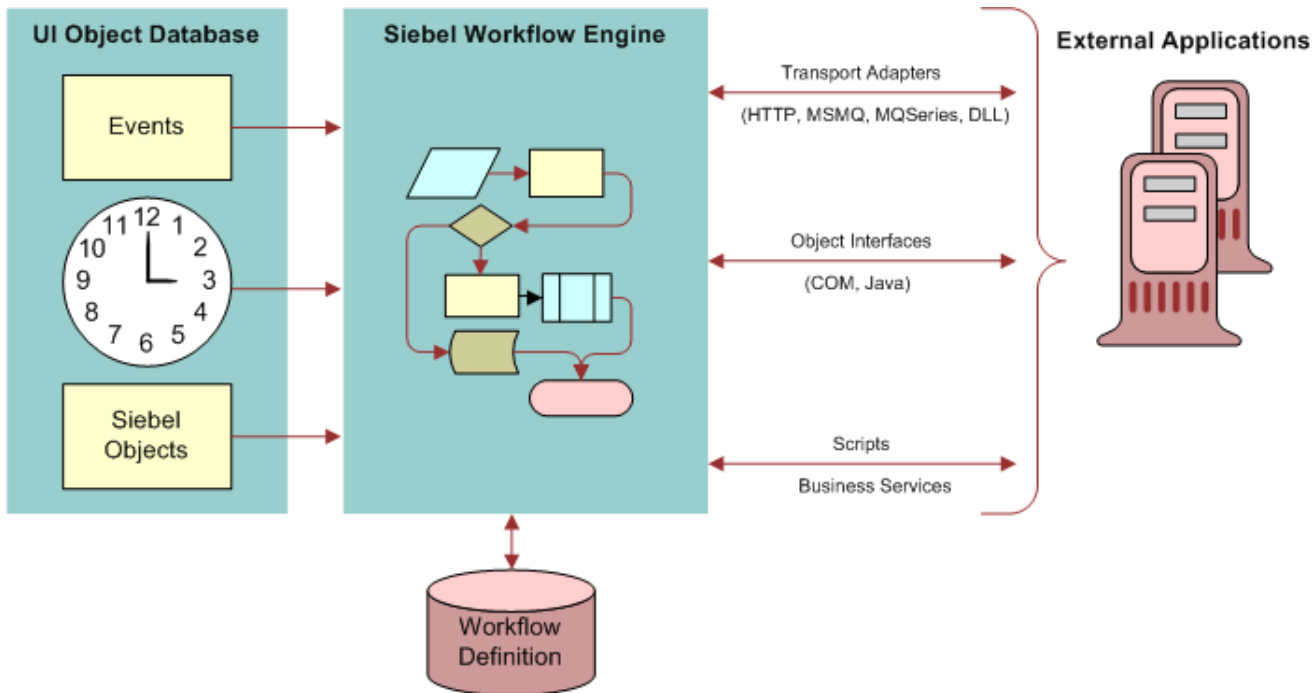 UI Object Database
Events
12
1
2
3
4
5
6
7
8
9
10
11
Siebel
Objects
Siebel Workflow Engine
Workflow
Definition
Transport Adapters
(HTTP, MSMQ, MQSeries, DLL)
Object Interfaces
(COM, Java)
Scripts
Business Services
External Applications